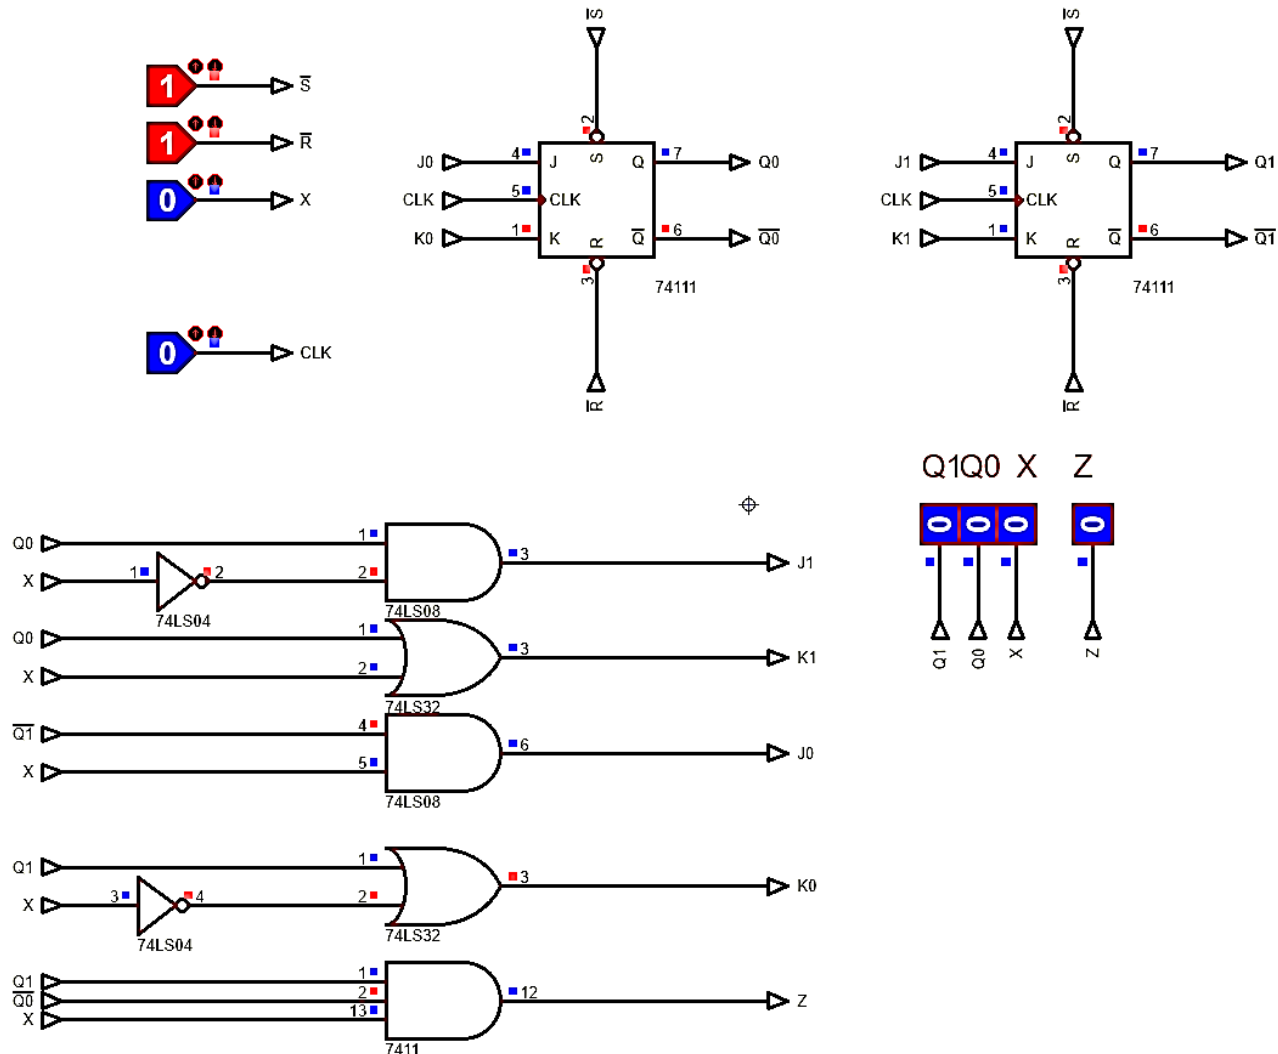 1 S̅
1 R̅
0 X
0 CLK
S̅
2
J0 4 J S Q 7 Q0
CLK 5 CLK
K0 1 K R Q̅ 6 Q̅0̅
3
74111
R̅
S̅
2
J1 4 J S Q 7 Q1
CLK 5 CLK
K1 1 K R Q̅ 6 Q̅1̅
3
74111
R̅
Q1Q0 X Z
0 0 0 0
Q1 Q0 X Z
Q0 1 3 J1
X 1 2 2
74LS04 74LS08
Q0 1 3 K1
X 2
74LS32
Q̅1̅ 4 6 J0
X 5
74LS08
Q1 1 3 K0
X 3 4 2
74LS04 74LS32
Q1 1
Q̅0̅ 2 12 Z
X 13
7411